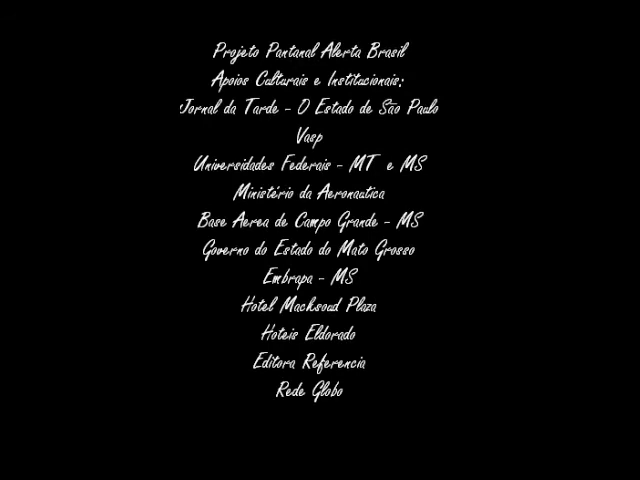 Projeto Pantanal Alerta Brasil
Apoios Culturais e Institucionais:
Jornal da Tarde - O Estado de São Paulo
Vasp
Universidades Federais - MT e MS
Ministério da Aeronautica
Base Aerea de Campo Grande - MS
Governo do Estado do Mato Grosso
Embrapa - MS
Hotel Macksoud Plaza
Hoteis Eldorado
Editora Referencia
Rede Globo